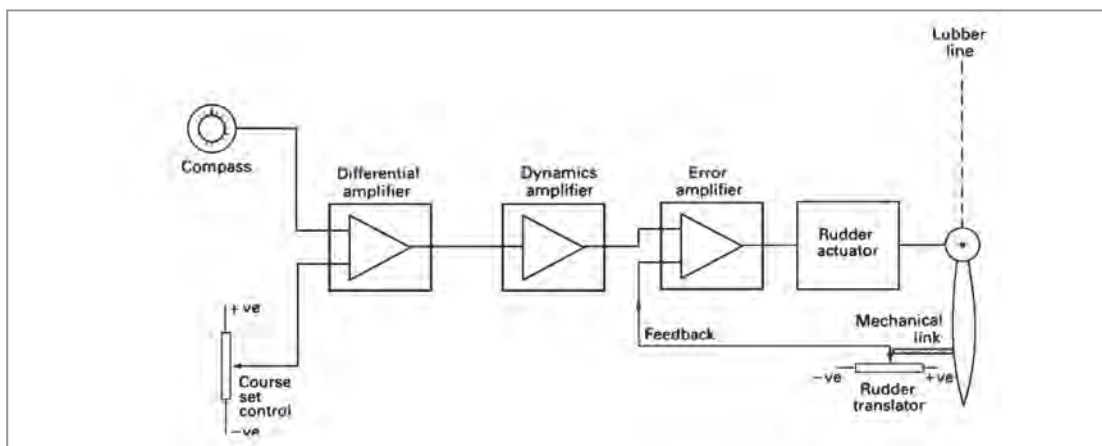 Lubber
line
Compass
Differential
amplifier
Dynamics
amplifier
Error
amplifier
Rudder
actuator
+ve
Course
set
control
-ve
Feedback
Mechanical
link
-ve
+ve
Rudder
translator